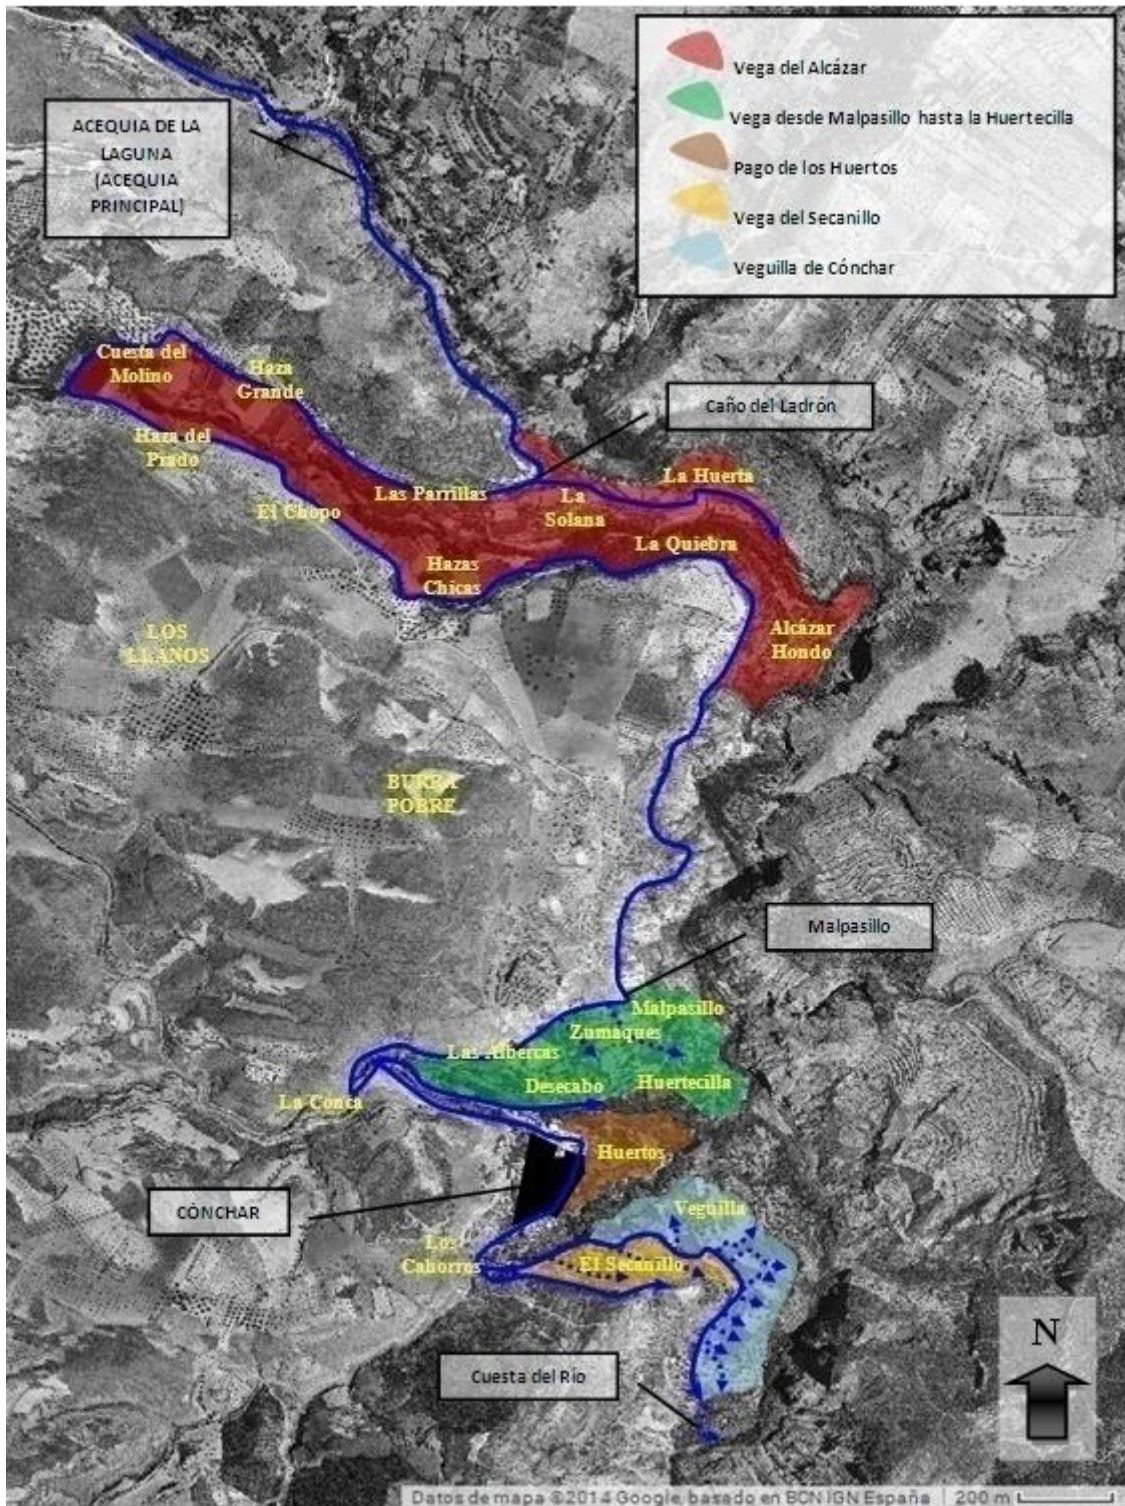 Vega del Alcázar
Vega desde Malpasillo hasta la Huertecilla
Pago de los Huertos
Vega del Secanillo
Veguilla de Cónchar
ACEQUIA DE LA
LAGUNA
(ACEQUIA
PRINCIPAL)
Cuesta del
Molino
Haza
Grande
Caño del Ladrón
Haza del
Prado
La Huerta
Las Parrillas
La
Solana
El Chopo
La Quiebra
Hazas
Chicas
LOS
LLANOS
Alcázar
Hondo
BURRA
POBRE
Malpasillo
Malpasillo
Zumaques
Las Albercas
Desecabo
Huertecilla
La Conca
Huertos
CÓNCHAR
Veguilla
Los
Cahorros
El Secanillo
Cuesta del Río
N
Datos de mapa ©2014 Google, basado en BCN IGN España
200 m